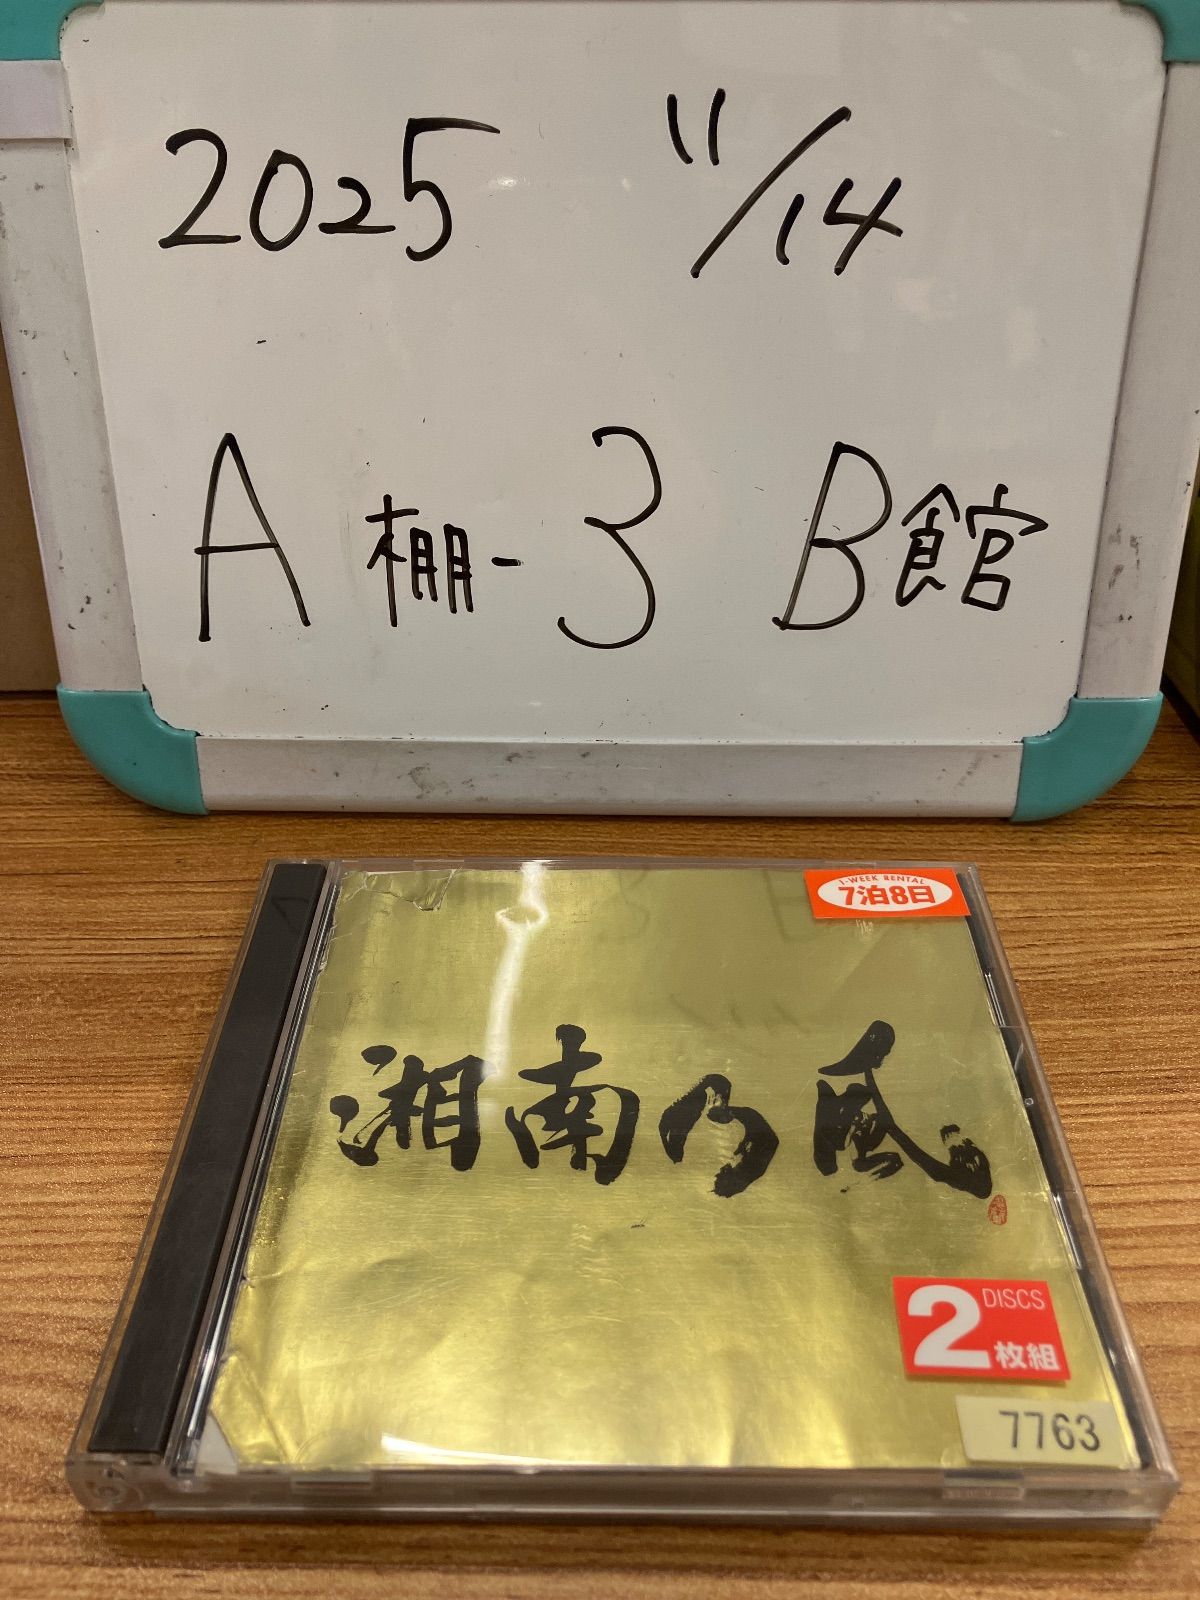 2025 11/14
A棚-3 B館
1-WEEK RENTAL
7泊8日
湘南乃風
2 DISCS
枚組
7763